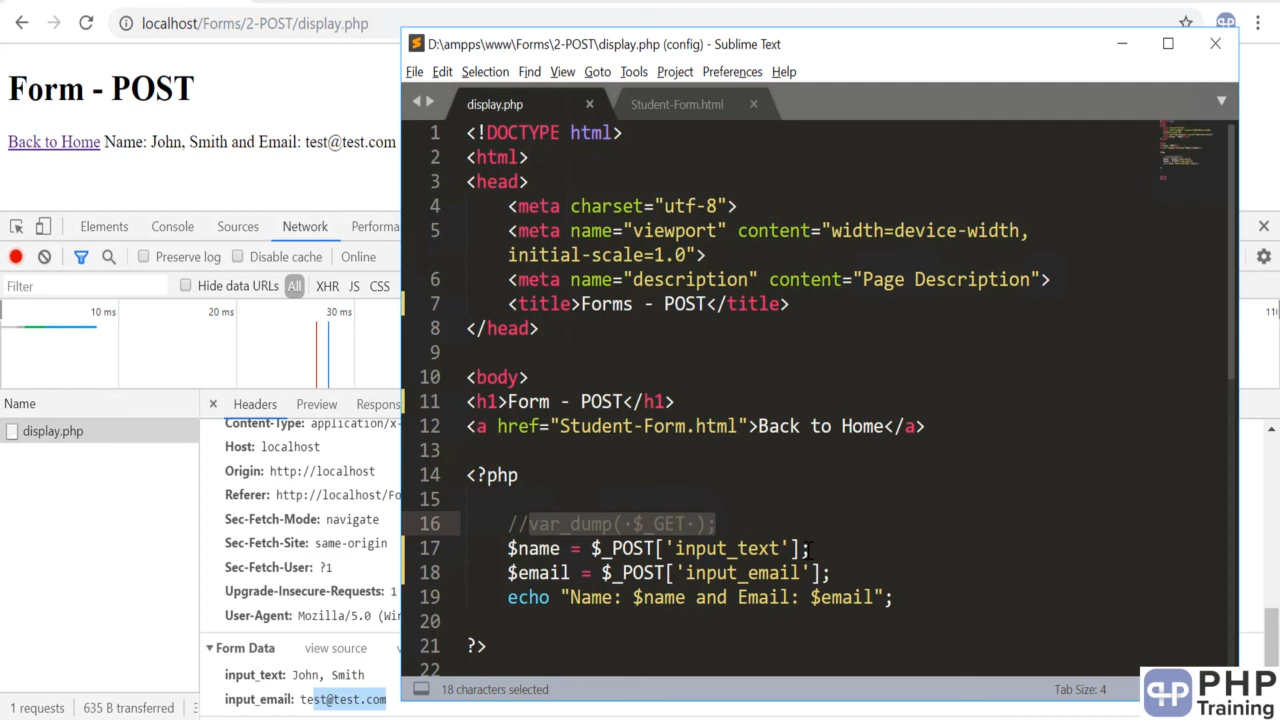 localhost/Forms/2-POST/display.php
Form - POST
Back to Home Name: John, Smith and Email: test@test.com
Elements Console Sources Network Performa
Preserve log Disable cache Online
Filter Hide data URLs All XHR JS CSS
10 ms 20 ms 30 ms 110
Name
display.php
Headers Preview Respons
Content-Type: application/x-
Host: localhost
Origin: http://localhost
Referer: http://localhost/Fo
Sec-Fetch-Mode: navigate
Sec-Fetch-Site: same-origin
Sec-Fetch-User: ?1
Upgrade-Insecure-Requests: 1
User-Agent: Mozilla/5.0 (Win
Form Data view source
input_text: John, Smith
input_email: test@test.com
1 requests 635 B transferred
D:\ampps\www\Forms\2-POST\display.php (config) - Sublime Text
File Edit Selection Find View Goto Tools Project Preferences Help
display.php Student-Form.html
1 <!DOCTYPE html>
2 <html>
3 <head>
4 <meta charset="utf-8">
5 <meta name="viewport" content="width=device-width,
initial-scale=1.0">
6 <meta name="description" content="Page Description">
7 <title>Forms - POST</title>
8 </head>
9
10 <body>
11 <h1>Form - POST</h1>
12 <a href="Student-Form.html">Back to Home</a>
13
14 <?php
15
16 //var_dump(·$_GET·);
17 $name = $_POST['input_text'];
18 $email = $_POST['input_email'];
19 echo "Name: $name and Email: $email";
20
21 ?>
22
18 characters selected Tab Size: 4
php PHP
Training